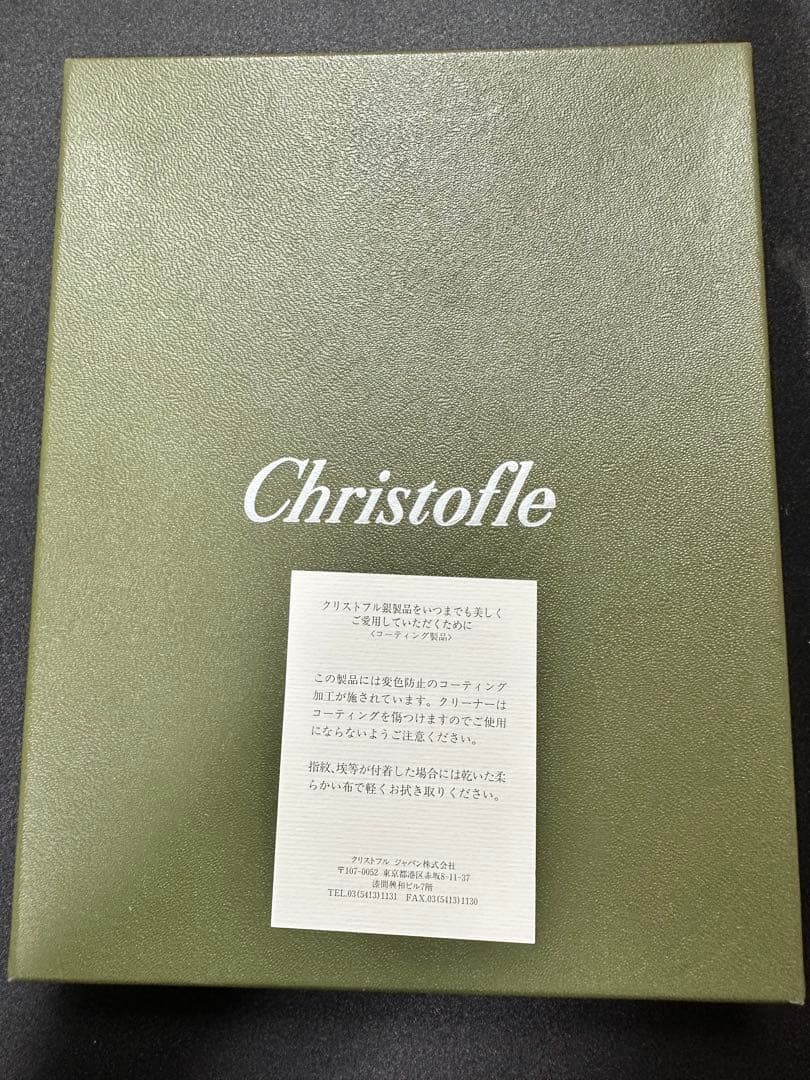 Christofle
クリストフル銀製品をいつまでも美しく
ご愛用していただくために
〈コーティング製品〉
この製品には変色防止のコーティング
加工が施されています。クリーナーは
コーティングを傷つけますのでご使用
にならないようご注意ください。
指紋、埃等が付着した場合には乾いた柔
らかい布で軽くお拭き取りください。
クリストフル ジャパン株式会社
〒107-0052 東京都港区赤坂8-11-37
漆間興和ビル7階
TEL.03(5413)1131 FAX.03(5413)1130